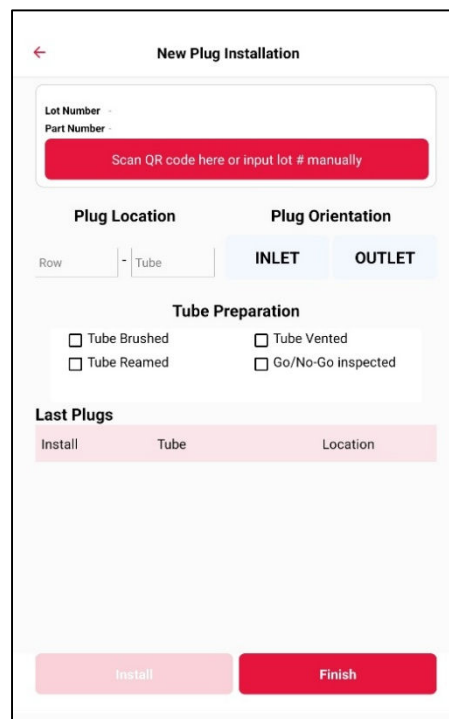 New Plug Installation
Lot Number -
Part Number -
Scan QR code here or input lot # manually
Plug Location Plug Orientation
Row - Tube INLET OUTLET
Tube Preparation
Tube Brushed Tube Vented
Tube Reamed Go/No-Go inspected
Last Plugs
Install Tube Location
Install Finish